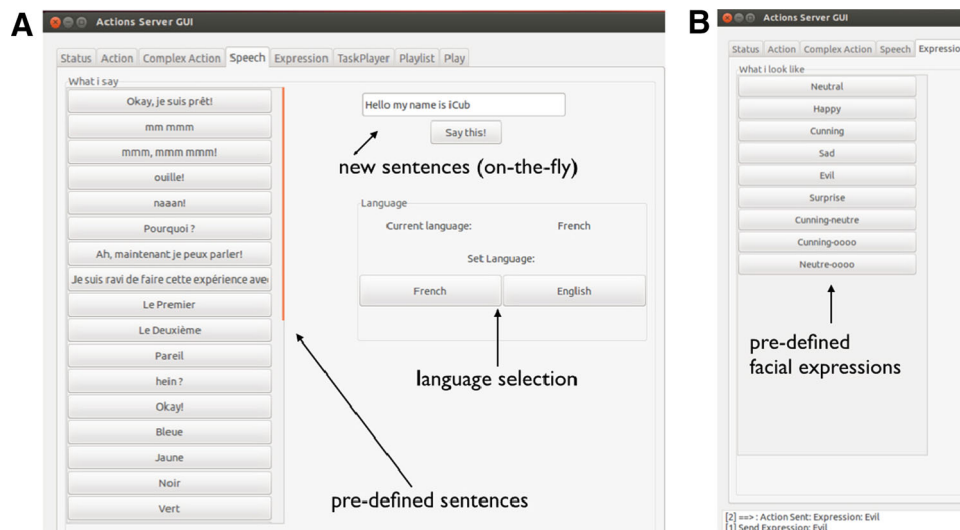 A
Actions Server GUI
Status Action Complex Action Speech Expression TaskPlayer Playlist Play
What i say
Okay, je suis prêt!
mm mmm
mmm, mmm mmm!
ouille!
naaan!
Pourquoi ?
Ah, maintenant je peux parler!
Je suis ravi de faire cette expérience avec
Le Premier
Le Deuxième
Pareil
hein ?
Okay!
Bleue
Jaune
Noir
Vert
Hello my name is iCub
Say this!
new sentences (on-the-fly)
Language
Current language: French
Set Language:
French English
language selection
pre-defined sentences
B
Actions Server GUI
Status Action Complex Action Speech Expressio
What i look like
Neutral
Happy
Cunning
Sad
Evil
Surprise
Cunning-neutre
Cunning-oooo
Neutre-oooo
pre-defined
facial expressions
[2] ==> : Action Sent: Expression: Evil
[1] Send Expression: Evil